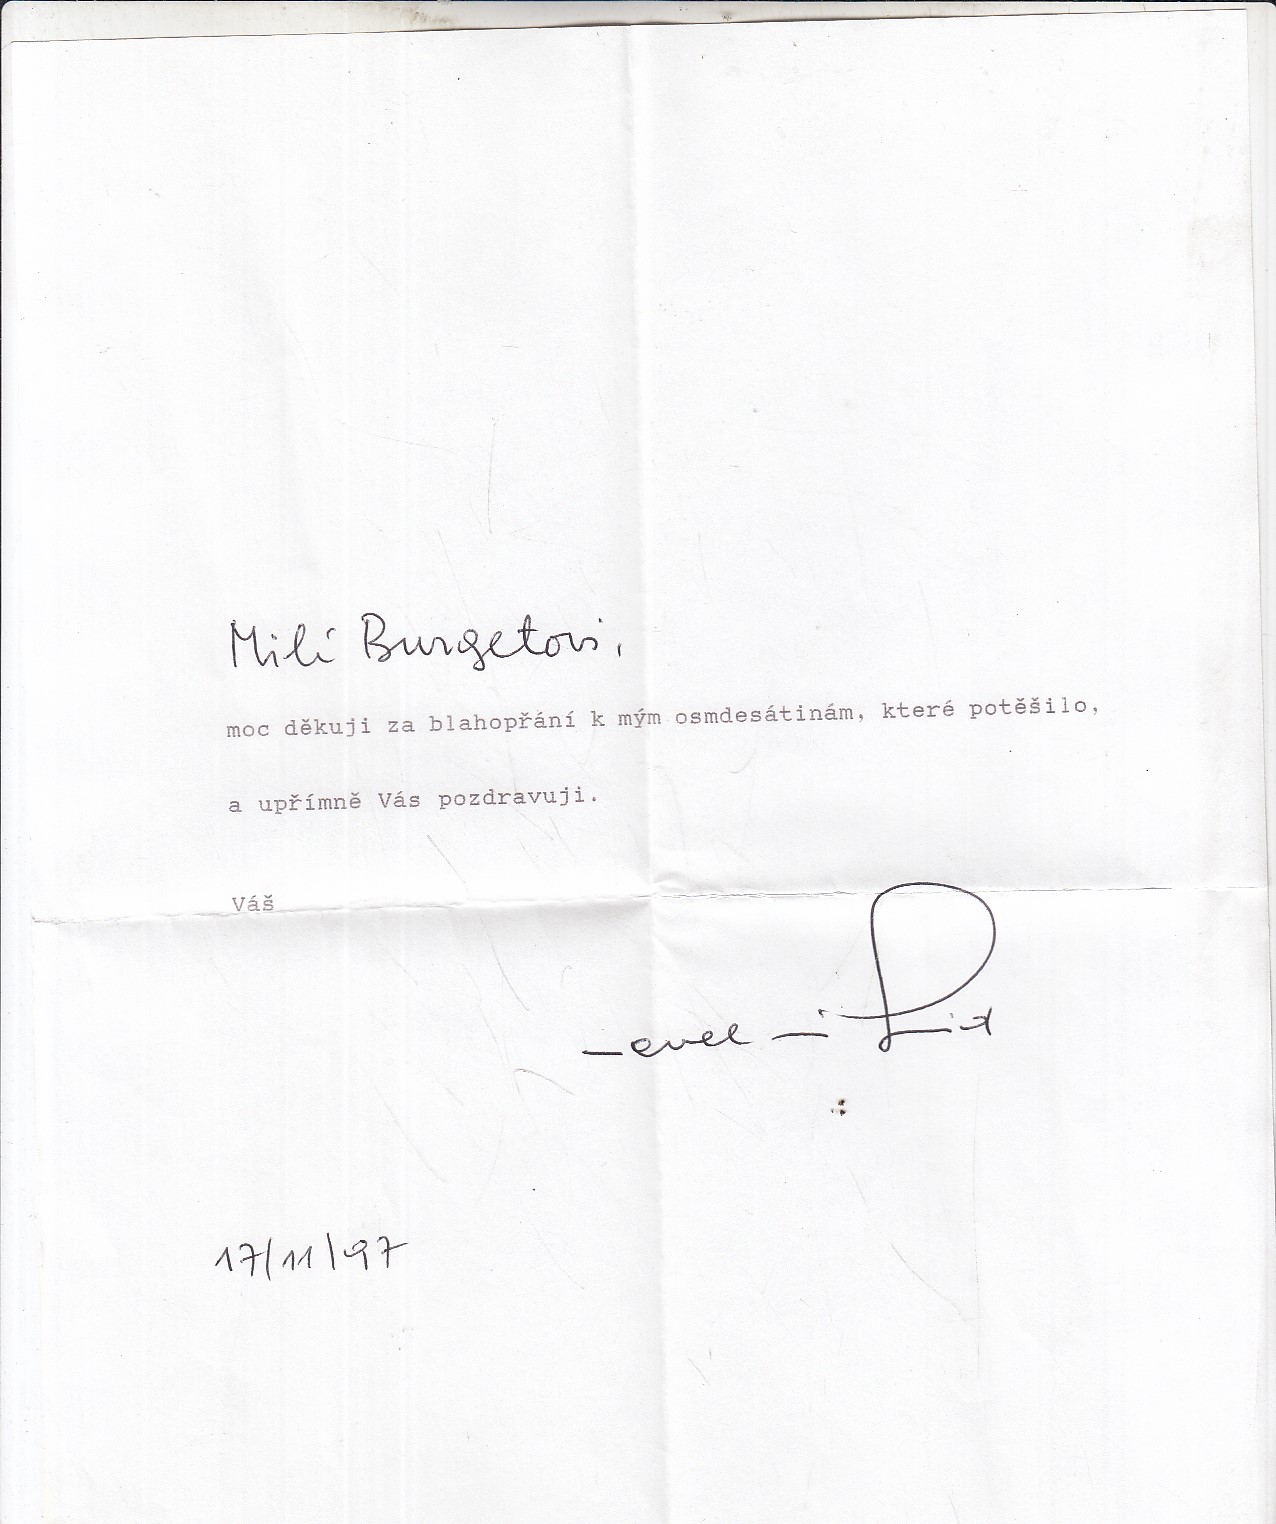 Milí Burgetovi,
moc děkuji za blahopřání k mým osmdesátinám, které potěšilo,
a upřímně Vás pozdravuji.
Váš
17/11/97